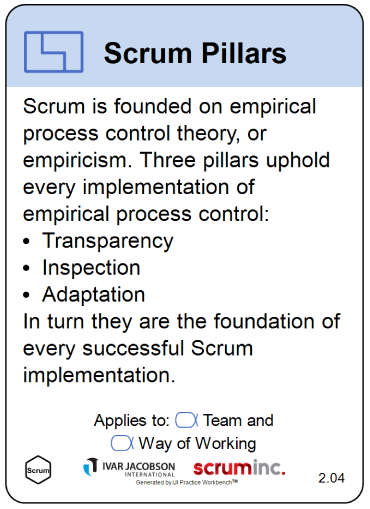 Scrum Pillars
Scrum is founded on empirical
process control theory, or
empiricism. Three pillars uphold
every implementation of
empirical process control:
• Transparency
• Inspection
• Adaptation
In turn they are the foundation of
every successful Scrum
implementation.
Applies to: Team and
Way of Working
Scrum
IVAR JACOBSON
INTERNATIONAL
scruminc.
Generated by UI Practice Workbench™
2.04